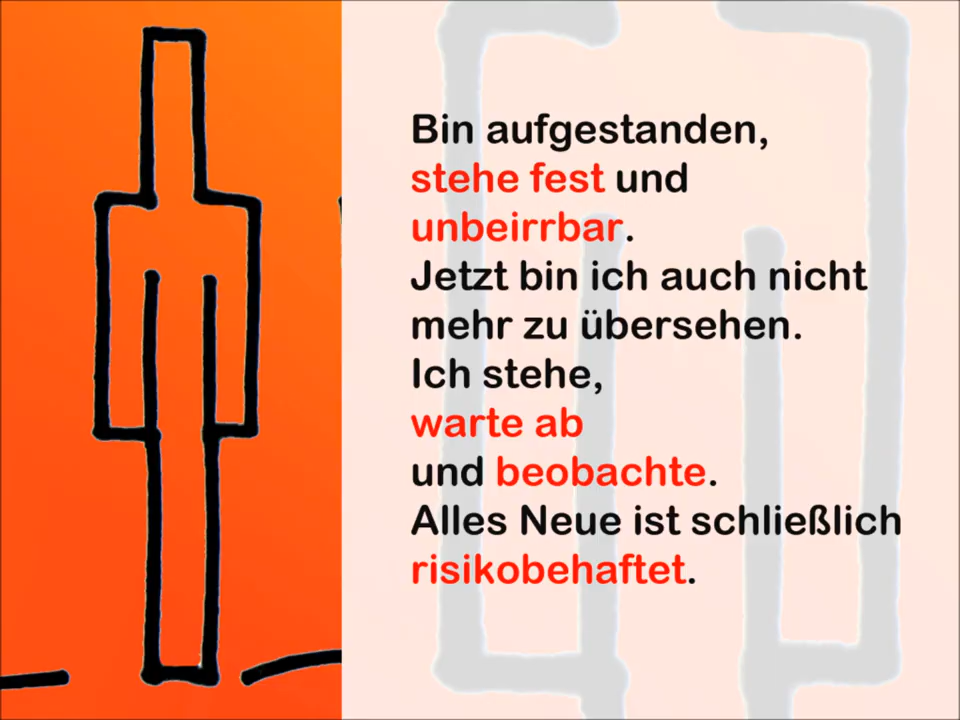 Bin aufgestanden,
stehe fest und
unbeirrbar.
Jetzt bin ich auch nicht
mehr zu übersehen.
Ich stehe,
warte ab
und beobachte.
Alles Neue ist schließlich
risikobehaftet.